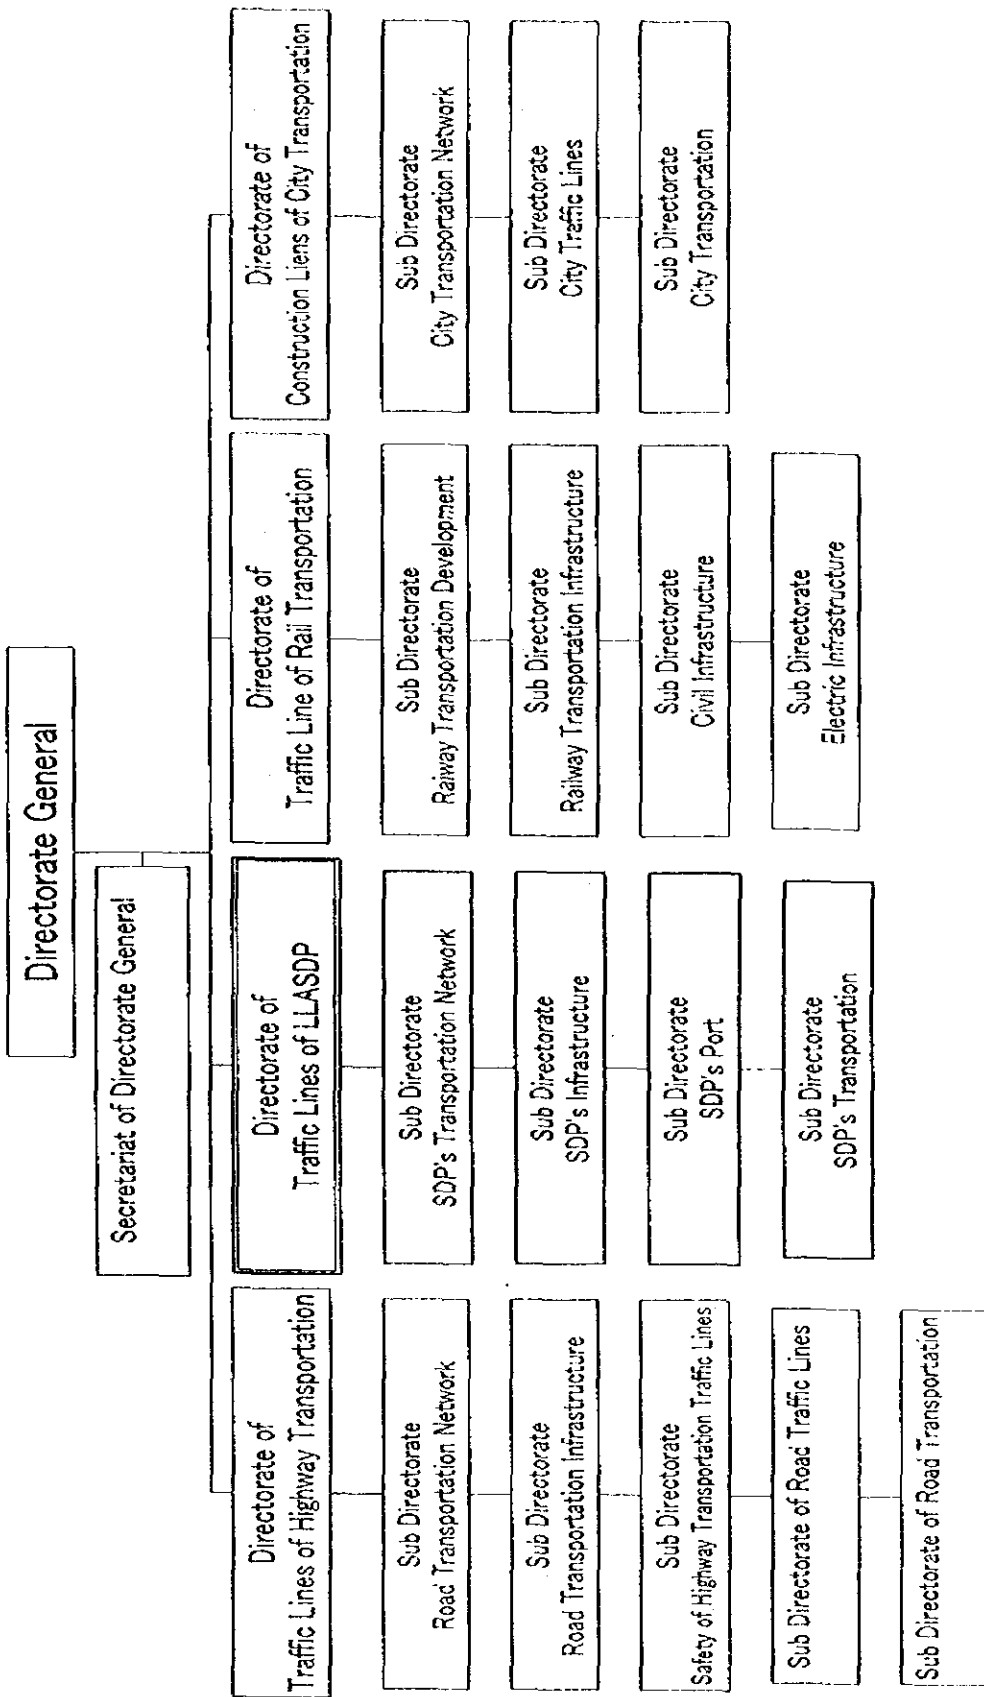 Directorate General
Secretariat of Directorate General
Directorate of
Traffic Lines of Highway Transportation
Sub Directorate
Road Transportation Network
Sub Directorate
Road Transportation Infrastructure
Sub Directorate
Safety of Highway Transportation Traffic Lines
Sub Directorate of Road Traffic Lines
Sub Directorate of Road Transportation
Directorate of
Traffic Lines of LLASDP
Sub Directorate
SDP's Transportation Network
Sub Directorate
SDP's Infrastructure
Sub Directorate
SDP's Port
Sub Directorate
SDP's Transportation
Directorate of
Traffic Line of Rail Transportation
Sub Directorate
Raiway Transportation Development
Sub Directorate
Railway Transportation Infrastructure
Sub Directorate
Civil Infrastructure
Sub Directorate
Electric Infrastructure
Directorate of
Construction Liens of City Transportation
Sub Directorate
City Transportation Network
Sub Directorate
City Traffic Lines
Sub Directorate
City Transportation